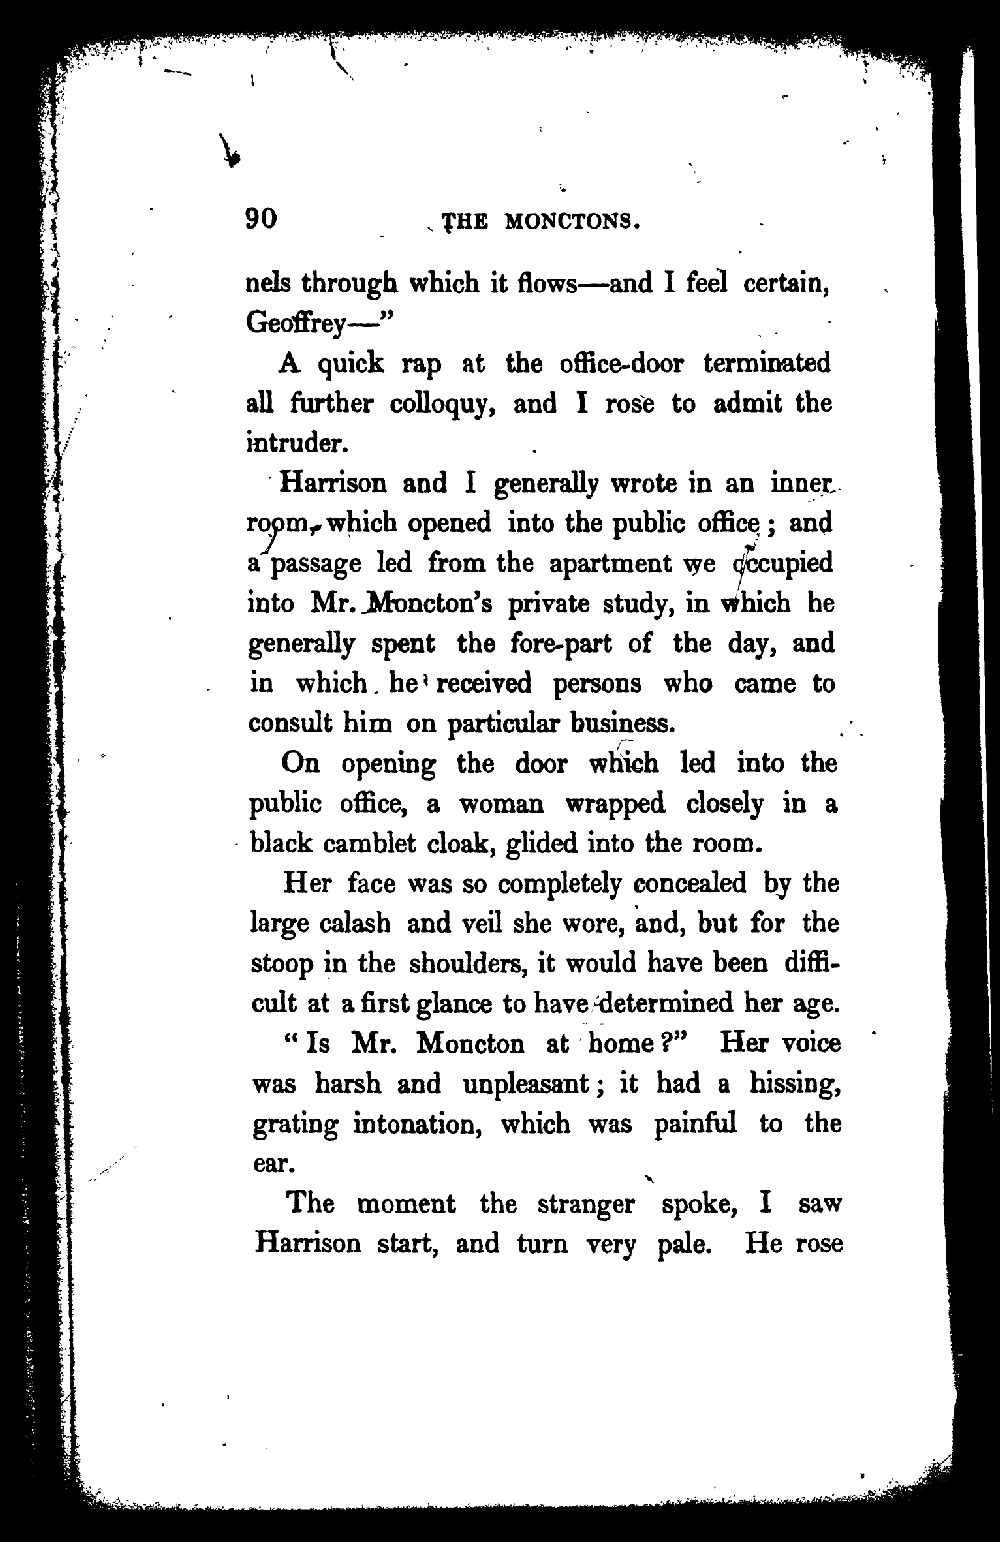 90 THE MONCTONS.
nels through which it flows—and I feel certain,
Geoffrey—”
A quick rap at the office-door terminated
all further colloquy, and I rose to admit the
intruder.
Harrison and I generally wrote in an inner
room, which opened into the public office; and
a passage led from the apartment we occupied
into Mr. Moncton’s private study, in which he
generally spent the fore-part of the day, and
in which he received persons who came to
consult him on particular business.
On opening the door which led into the
public office, a woman wrapped closely in a
black camblet cloak, glided into the room.
Her face was so completely concealed by the
large calash and veil she wore, and, but for the
stoop in the shoulders, it would have been diffi-
cult at a first glance to have determined her age.
“Is Mr. Moncton at home?” Her voice
was harsh and unpleasant; it had a hissing,
grating intonation, which was painful to the
ear.
The moment the stranger spoke, I saw
Harrison start, and turn very pale. He rose